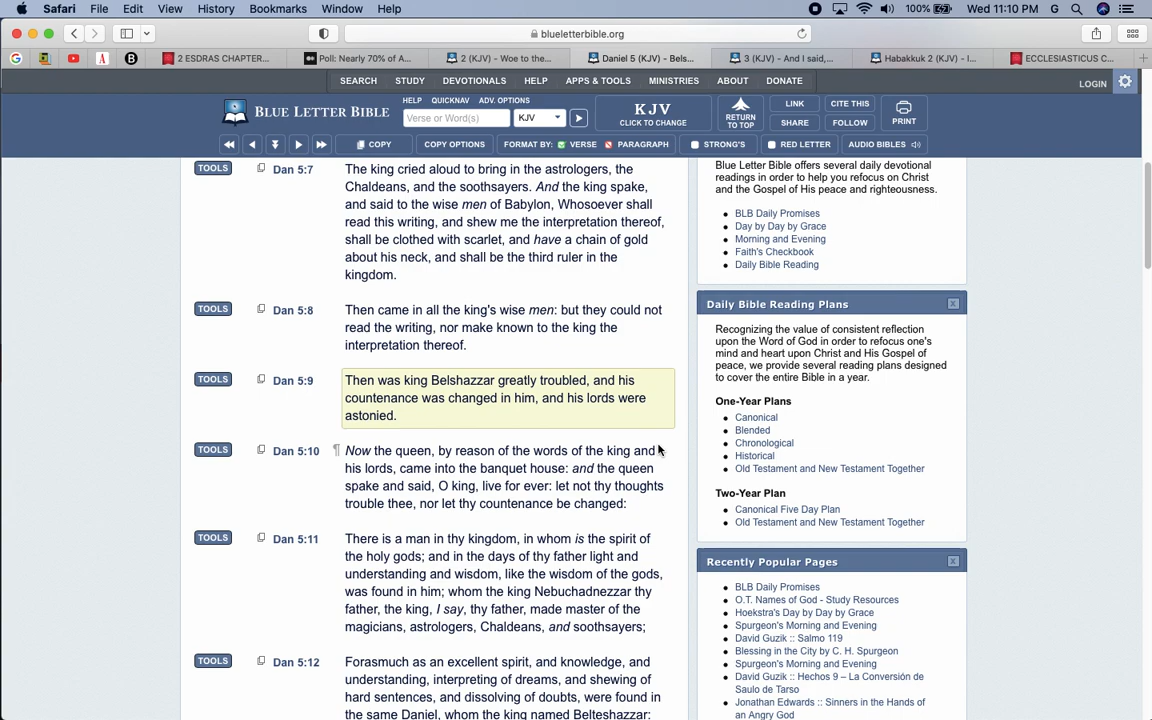 Safari File Edit View History Bookmarks Window Help 100% Wed 11:10 PM G
blueletterbible.org
2 ESDRAS CHAPTER... Poll: Nearly 70% of A... 2 (KJV) - Woe to the... Daniel 5 (KJV) - Bels... 3 (KJV) - And I said,... Habakkuk 2 (KJV) - I... ECCLESIASTICUS C...
SEARCH STUDY DEVOTIONALS HELP APPS & TOOLS MINISTRIES ABOUT DONATE LOGIN
BLUE LETTER BIBLE
HELP QUICKNAV ADV. OPTIONS
Verse or Word(s) KJV
KJV
CLICK TO CHANGE
RETURN
TO TOP
LINK CITE THIS
SHARE FOLLOW
PRINT
COPY COPY OPTIONS FORMAT BY: VERSE PARAGRAPH STRONG'S RED LETTER AUDIO BIBLES
TOOLS Dan 5:7 The king cried aloud to bring in the astrologers, the
Chaldeans, and the soothsayers. And the king spake,
and said to the wise men of Babylon, Whosoever shall
read this writing, and shew me the interpretation thereof,
shall be clothed with scarlet, and have a chain of gold
about his neck, and shall be the third ruler in the
kingdom.
TOOLS Dan 5:8 Then came in all the king's wise men: but they could not
read the writing, nor make known to the king the
interpretation thereof.
TOOLS Dan 5:9 Then was king Belshazzar greatly troubled, and his
countenance was changed in him, and his lords were
astonied.
TOOLS Dan 5:10 ¶ Now the queen, by reason of the words of the king and
his lords, came into the banquet house: and the queen
spake and said, O king, live for ever: let not thy thoughts
trouble thee, nor let thy countenance be changed:
TOOLS Dan 5:11 There is a man in thy kingdom, in whom is the spirit of
the holy gods; and in the days of thy father light and
understanding and wisdom, like the wisdom of the gods,
was found in him; whom the king Nebuchadnezzar thy
father, the king, I say, thy father, made master of the
magicians, astrologers, Chaldeans, and soothsayers;
TOOLS Dan 5:12 Forasmuch as an excellent spirit, and knowledge, and
understanding, interpreting of dreams, and shewing of
hard sentences, and dissolving of doubts, were found in
the same Daniel, whom the king named Belteshazzar:
Blue Letter Bible offers several daily devotional
readings in order to help you refocus on Christ
and the Gospel of His peace and righteousness.
BLB Daily Promises
Day by Day by Grace
Morning and Evening
Faith's Checkbook
Daily Bible Reading
Daily Bible Reading Plans
Recognizing the value of consistent reflection
upon the Word of God in order to refocus one's
mind and heart upon Christ and His Gospel of
peace, we provide several reading plans designed
to cover the entire Bible in a year.
One-Year Plans
Canonical
Blended
Chronological
Historical
Old Testament and New Testament Together
Two-Year Plan
Canonical Five Day Plan
Old Testament and New Testament Together
Recently Popular Pages
BLB Daily Promises
O.T. Names of God - Study Resources
Hoekstra's Day by Day by Grace
Spurgeon's Morning and Evening
David Guzik :: Salmo 119
Blessing in the City by C. H. Spurgeon
Spurgeon's Morning and Evening
David Guzik :: Hechos 9 – La Conversión de
Saulo de Tarso
Jonathan Edwards :: Sinners in the Hands of
an Angry God